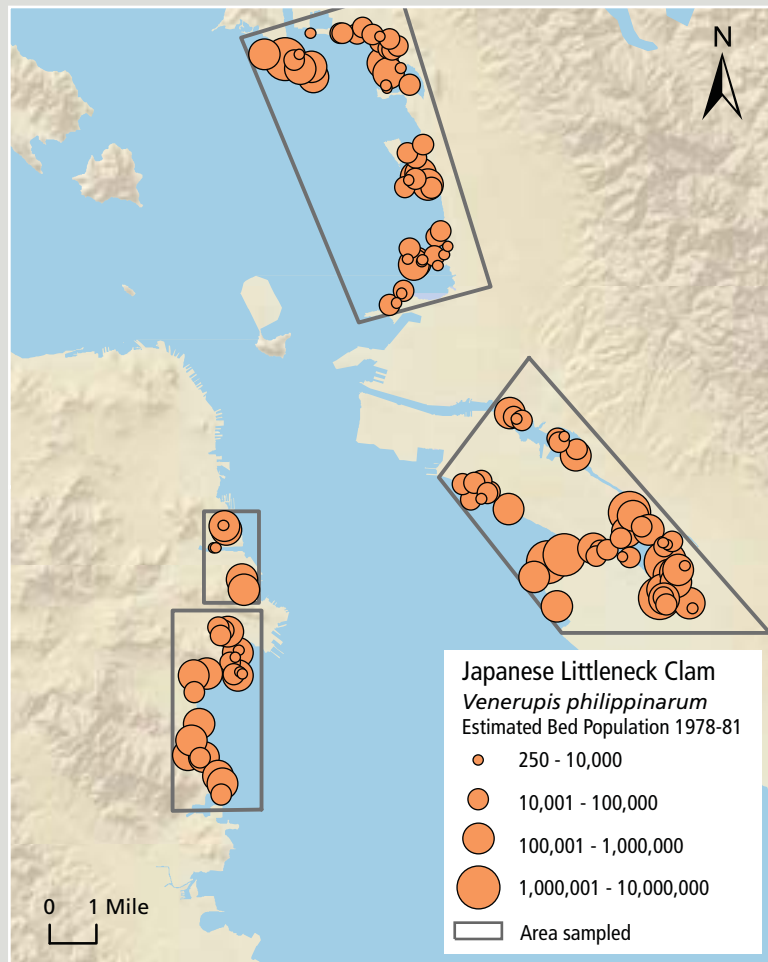 N
Japanese Littleneck Clam
Venerupis philippinarum
Estimated Bed Population 1978-81
250 - 10,000
10,001 - 100,000
100,001 - 1,000,000
1,000,001 - 10,000,000
Area sampled
0 1 Mile